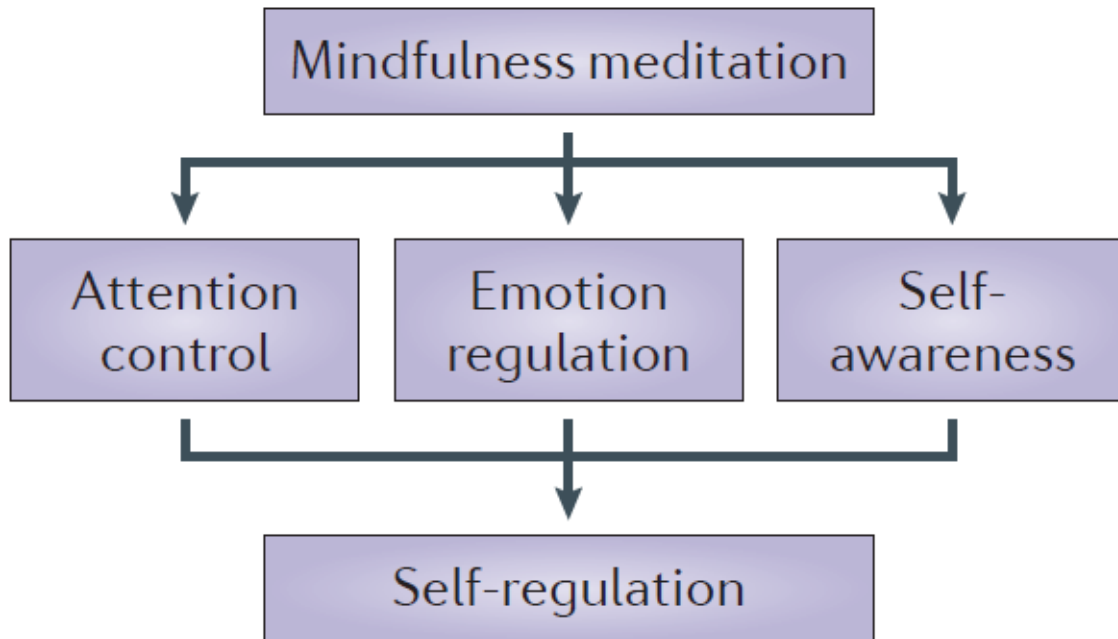 Mindfulness meditation
Attention
control
Emotion
regulation
Self-
awareness
Self-regulation